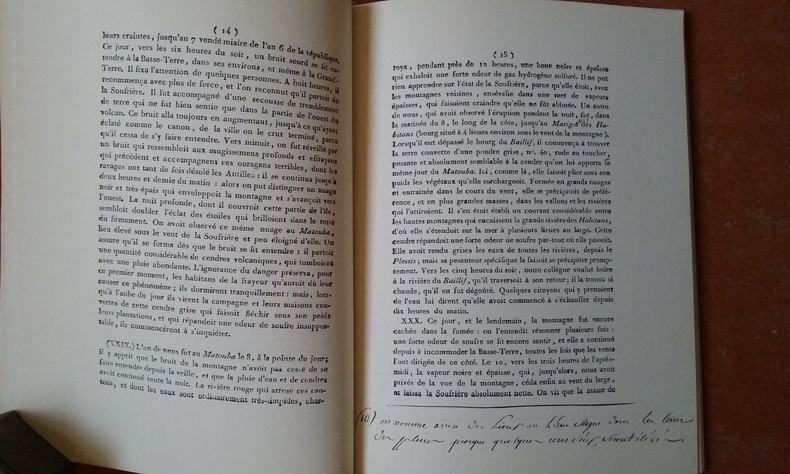 ( 14 )
leurs craintes, jusqu'au 7 vendémiaire de l'an 6 de la république.
Ce jour, vers les six heures du soir, un bruit sourd se fit en-
tendre à la Basse-Terre, dans ses environs, et même à la Grand-
Terre. Il fixa l'attention de quelques personnes. A huit heures, il
recommença avec plus de force, et l'on reconnut qu'il partoit de
la Soufrière. Il fut accompagné d'une secousse de tremblement
de terre qui ne fut bien sentie que dans la partie de l'ouest du
volcan. Ce bruit alla toujours en augmentant, jusqu'à ce qu'ayant
éclaté comme le canon, de la ville on le crut terminé, parce
qu'il cessa de s'y faire entendre. Vers minuit, on fut réveillé par
un bruit qui ressembloit aux mugissemens profonds et effrayans
qui précèdent et accompagnent ces ouragans terribles, dont les
ravages ont tant de fois désolé les Antilles : il se continua jusqu'à
deux heures et demie du matin : alors on put distinguer un nuage
noir et très-épais qui enveloppoit la montagne et s'avançoit vers
l'ouest. La nuit profonde, dont il couvroit cette partie de l'île,
sembloit doubler l'éclat des étoiles qui brilloient dans le reste
du firmament. On avoit observé ce même nuage au Matouba,
lieu élevé sous le vent de la Soufrière et peu éloigné d'elle. On
assure qu'il se forma dès que le bruit se fit entendre : il portoit
une quantité considérable de cendres volcaniques, qui tomboient
avec une pluie abondante. L'ignorance du danger préserva, pour
ce premier moment, les habitans de la frayeur qu'auroit dû leur
causer ce phénomène ; ils dormirent tranquillement : mais, lors-
qu'à l'aube du jour ils virent la campagne et leurs maisons cou-
vertes de cette cendre grise qui faisoit fléchir sous son poids
leurs plantations, et qui répandoit une odeur de soufre insuppor-
table, ils commencèrent à s'inquiéter.
(XXIX.) L'un de nous fut au Matouba le 8, à la pointe du jour;
il y apprit que le bruit de la montagne n'avoit pas cessé de se
faire entendre depuis la veille, et que la pluie d'eau et de cendres
avoit continué toute la nuit. La rivière rouge qui arrose ces can-
tons, et dont les eaux sont ordinairement très-limpides, char-
( 15 )
roya, pendant près de 12 heures, une boue noire et épaisse
qui exhaloit une forte odeur de gaz hydrogène sulfuré. Il ne put
rien apprendre sur l'état de la Soufrière, parce qu'elle étoit, avec
les montagnes voisines, ensévelie dans une mer de vapeurs
épaisses, qui faisoient craindre qu'elle ne fût abîmée. Un autre
de nous, qui avoit observé l'éruption pendant la nuit, fut, dans
la matinée du 8, le long de la côte, jusqu'au Marigot des Ha-
bitans (bourg situé à 4 lieues environ sous le vent de la montagne).
Lorsqu'il eut dépassé le bourg du Baillif, il commença à trouver
la terre couverte d'une poudre grise, n°. 40, rude au toucher,
pesante et absolument semblable à la cendre qu'on lui apporta le
même jour du Matouba. Ici, comme là, elle faisoit plier sous son
poids les végétaux qu'elle surchargeoit. Formée en grands nuages
et entraînée dans le cours du vent, elle se précipitoit de préfé-
rence, et en plus grandes masses, dans les vallons et les rivières
qui l'attiroient. Il s'en étoit établi un courant considérable entre
les hautes montagnes qui encaissent la grande rivière des Habitans,
d'où elle s'étendoit sur la mer à plusieurs lieues au large. Cette
cendre répandoit une forte odeur de soufre par-tout où elle passoit.
Elle avoit rendu grises les eaux de toutes les rivières, depuis le
Plessis; mais sa pesanteur spécifique la faisoit se précipiter promp-
tement. Vers les cinq heures du soir, notre collègue voulut boire
à la rivière du Baillif, qu'il traversoit à son retour; il la trouva si
chaude, qu'il en fut dégoûté. Quelques citoyens qui y prenoient
de l'eau lui dirent qu'elle avoit commencé à s'échauffer depuis
dix heures du matin.
XXX. Ce jour, et le lendemain, la montagne fut encore
cachée dans la fumée : on l'entendit résonner plusieurs fois :
une forte odeur de soufre se fit encore sentir, et elle a continué
depuis à incommoder la Basse-Terre, toutes les fois que les vents
l'ont dirigée de ce côté. Le 10, vers les trois heures de l'après-
midi, la vapeur noire et épaisse, qui, jusqu'alors, nous avoit
privés de la vue de la montagne, céda enfin au vent du large,
et laissa la Soufrière absolument nette. On vit que la masse de
(10) on nomme ainsi